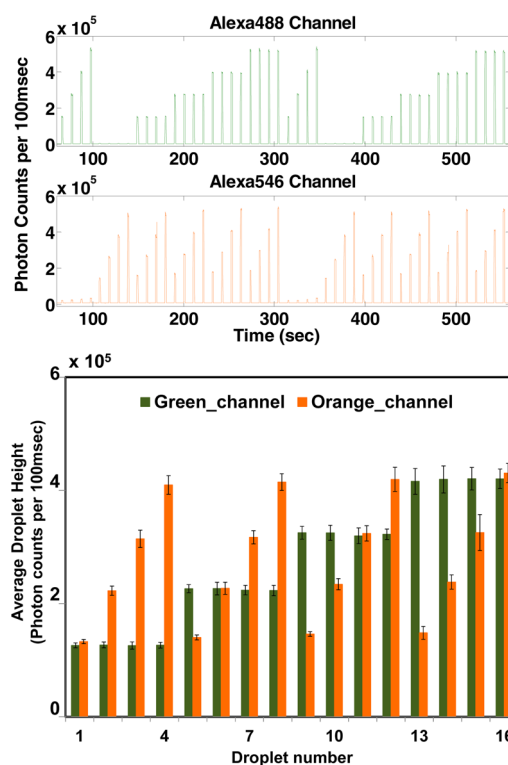 Alexa488 Channel
x 10^5
6
4
2
0
100 200 300 400 500
Alexa546 Channel
x 10^5
6
4
2
0
100 200 300 400 500
Time (sec)
Photon Counts per 100msec
x 10^5
6
Green_channel Orange_channel
4
2
0
1 4 7 10 13 16
Droplet number
Average Droplet Height
(Photon counts per 100msec)